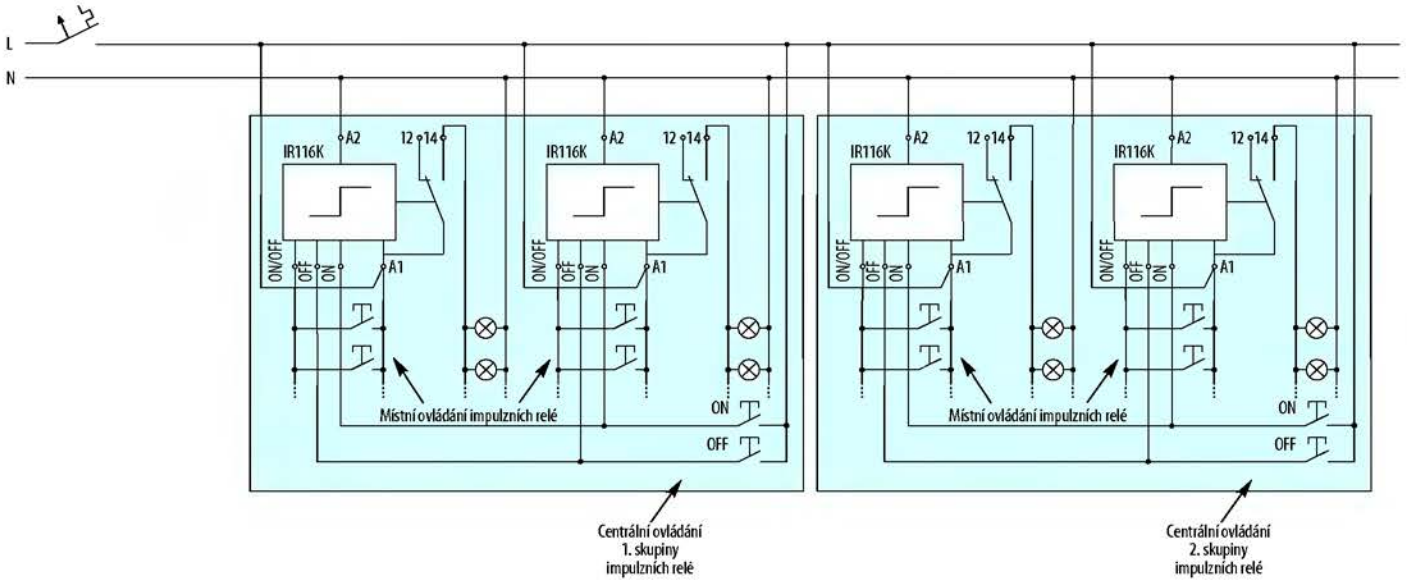 L
N
A2
12 14
IR116K
ON/OFF
OFF
ON
A1
A2
12 14
IR116K
ON/OFF
OFF
ON
A1
Místní ovládání impulzních relé
ON
OFF
A2
12 14
IR116K
ON/OFF
OFF
ON
A1
A2
12 14
IR116K
ON/OFF
OFF
ON
A1
Místní ovládání impulzních relé
ON
OFF
Centrální ovládání
1. skupiny
impulzních relé
Centrální ovládání
2. skupiny
impulzních relé